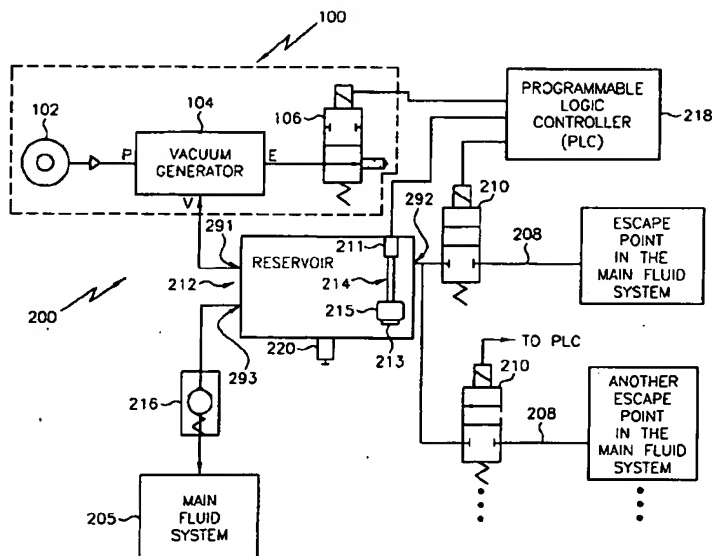 100
102
104
106
P
VACUUM
GENERATOR
E
V
PROGRAMMABLE
LOGIC
CONTROLLER
(PLC)
218
210
291
292
211
RESERVOIR
212
214
215
213
200
293
220
208
ESCAPE
POINT
IN THE
MAIN FLUID
SYSTEM
TO PLC
210
216
208
ANOTHER
ESCAPE
POINT
IN THE
MAIN FLUID
SYSTEM
205
MAIN
FLUID
SYSTEM